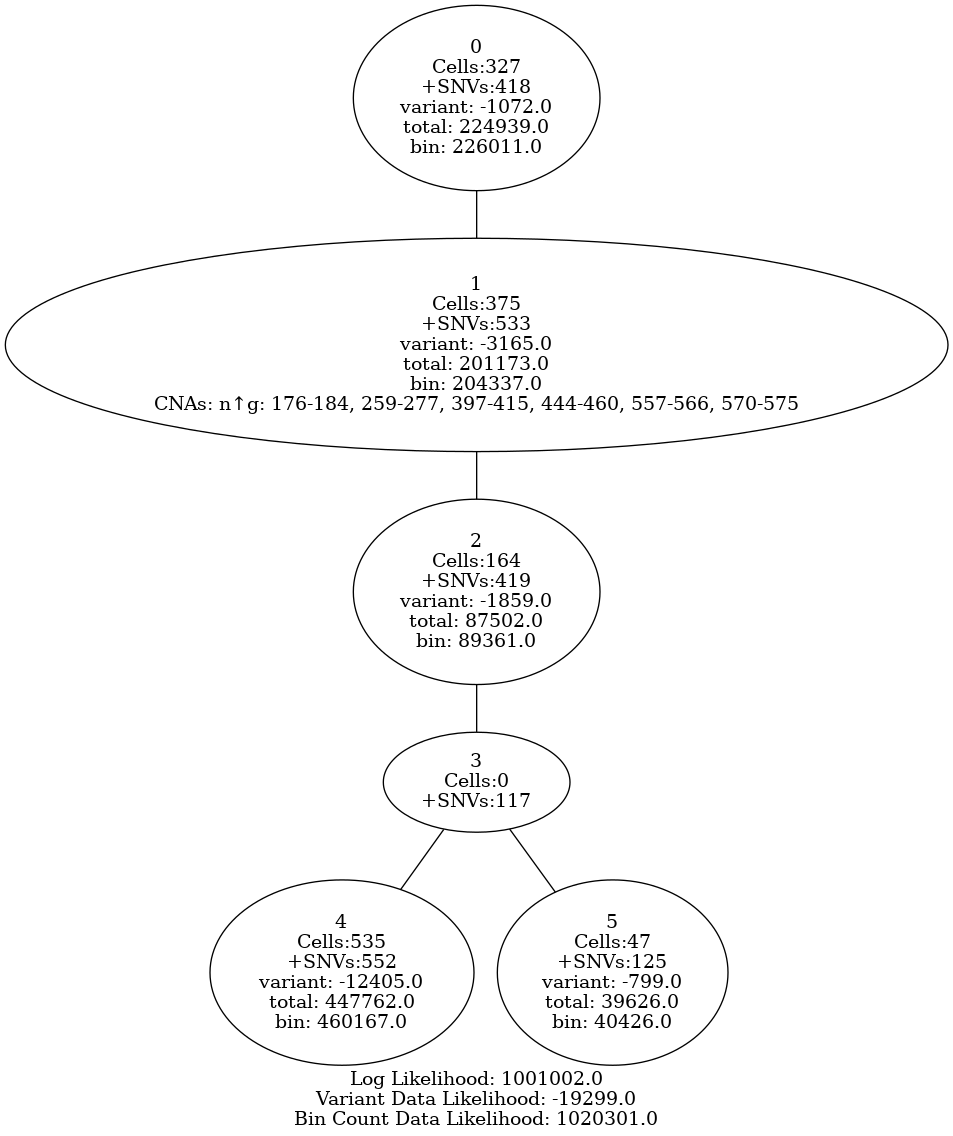 0
Cells:327
+SNVs:418
variant: -1072.0
total: 224939.0
bin: 226011.0
1
Cells:375
+SNVs:533
variant: -3165.0
total: 201173.0
bin: 204337.0
CNAs: n↑g: 176-184, 259-277, 397-415, 444-460, 557-566, 570-575
2
Cells:164
+SNVs:419
variant: -1859.0
total: 87502.0
bin: 89361.0
3
Cells:0
+SNVs:117
4
Cells:535
+SNVs:552
variant: -12405.0
total: 447762.0
bin: 460167.0
5
Cells:47
+SNVs:125
variant: -799.0
total: 39626.0
bin: 40426.0
Log Likelihood: 1001002.0
Variant Data Likelihood: -19299.0
Bin Count Data Likelihood: 1020301.0